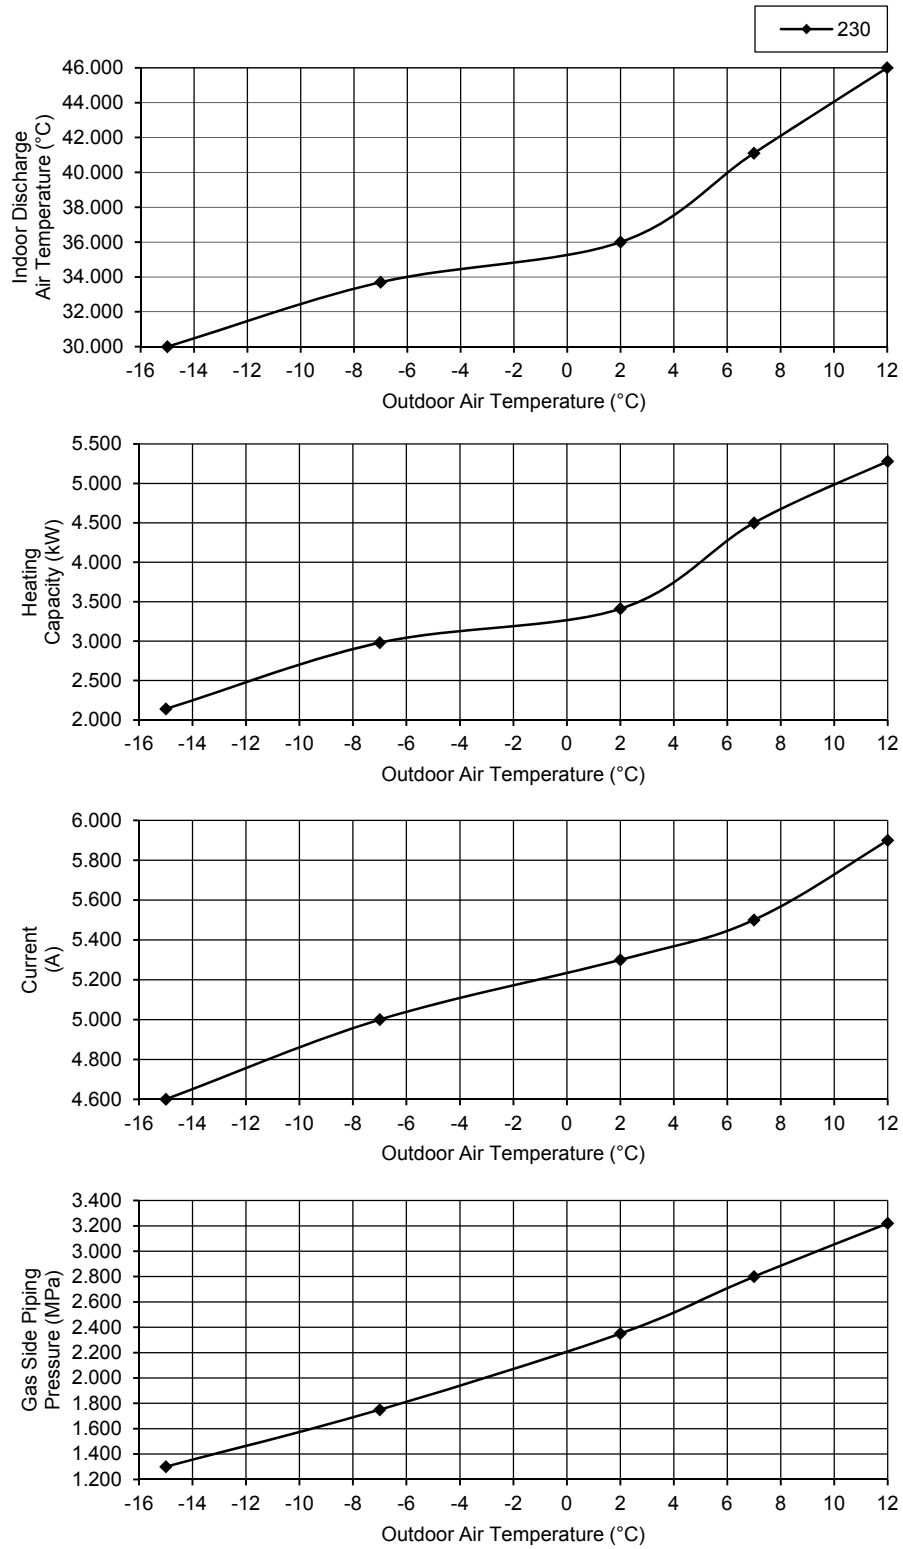 230
46.000
44.000
42.000
40.000
38.000
36.000
34.000
32.000
30.000
Indoor Discharge
Air Temperature (°C)
-16 -14 -12 -10 -8 -6 -4 -2 0 2 4 6 8 10 12
Outdoor Air Temperature (°C)
5.500
5.000
4.500
4.000
3.500
3.000
2.500
2.000
Heating
Capacity (kW)
-16 -14 -12 -10 -8 -6 -4 -2 0 2 4 6 8 10 12
Outdoor Air Temperature (°C)
6.000
5.800
5.600
5.400
5.200
5.000
4.800
4.600
Current
(A)
-16 -14 -12 -10 -8 -6 -4 -2 0 2 4 6 8 10 12
Outdoor Air Temperature (°C)
3.400
3.200
3.000
2.800
2.600
2.400
2.200
2.000
1.800
1.600
1.400
1.200
Gas Side Piping
Pressure (MPa)
-16 -14 -12 -10 -8 -6 -4 -2 0 2 4 6 8 10 12
Outdoor Air Temperature (°C)